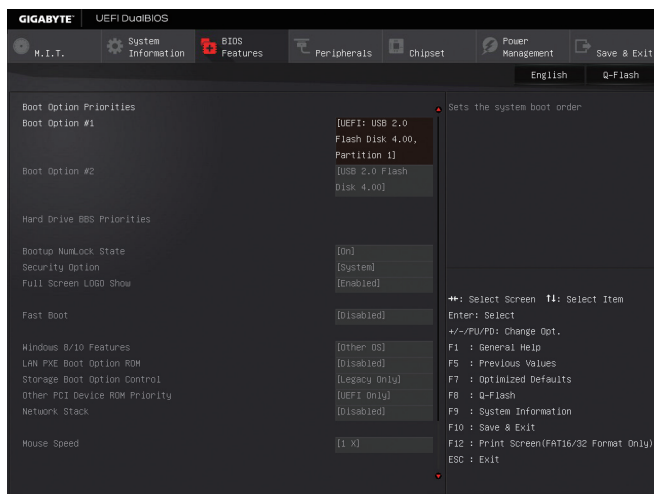 GIGABYTE™ UEFI DualBIOS
M.I.T.
System Information
BIOS Features
Peripherals
Chipset
Power Management
Save & Exit
English Q-Flash
Boot Option Priorities
Boot Option #1 [UEFI: USB 2.0
Flash Disk 4.00,
Partition 1]
Boot Option #2 [USB 2.0 Flash
Disk 4.00]
Hard Drive BBS Priorities
Bootup NumLock State [On]
Security Option [System]
Full Screen LOGO Show [Enabled]
Fast Boot [Disabled]
Windows 8/10 Features [Other OS]
LAN PXE Boot Option ROM [Disabled]
Storage Boot Option Control [Legacy Only]
Other PCI Device ROM Priority [UEFI Only]
Network Stack [Disabled]
Mouse Speed [1 X]
Sets the system boot order
→←: Select Screen ↑↓: Select Item
Enter: Select
+/-/PU/PD: Change Opt.
F1 : General Help
F5 : Previous Values
F7 : Optimized Defaults
F8 : Q-Flash
F9 : System Information
F10 : Save & Exit
F12 : Print Screen(FAT16/32 Format Only)
ESC : Exit